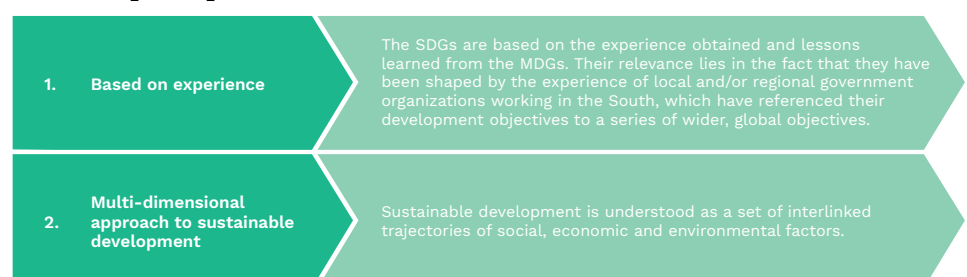 1. Based on experience
The SDGs are based on the experience obtained and lessons
learned from the MDGs. Their relevance lies in the fact that they have
been shaped by the experience of local and/or regional government
organizations working in the South, which have referenced their
development objectives to a series of wider, global objectives.
2. Multi-dimensional
approach to sustainable
development
Sustainable development is understood as a set of interlinked
trajectories of social, economic and environmental factors.